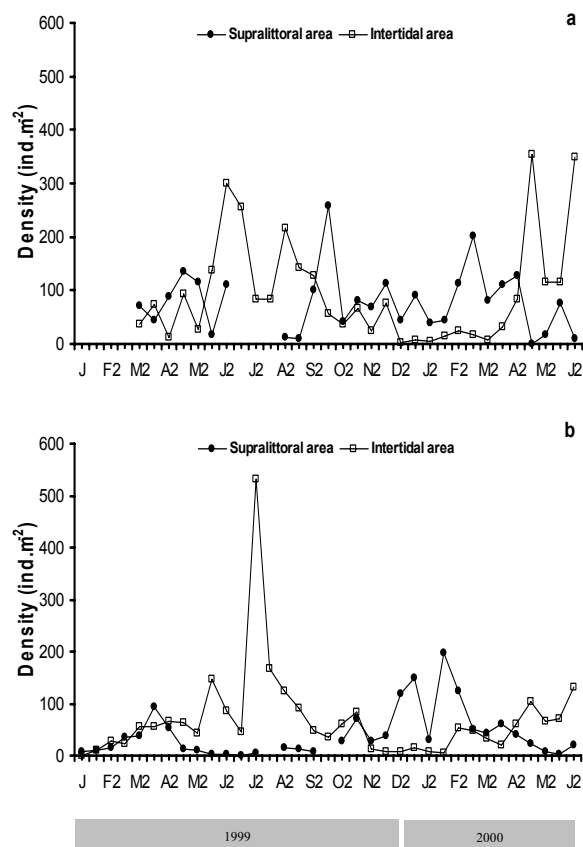 a
Supralittoral area Intertidal area
600
500
400
300
200
100
0
Density (ind.m-2)
J F2 M2 A2 M2 J2 J2 A2 S2 O2 N2 D2 J2 F2 M2 A2 J2
b
Supralittoral area Intertidal area
600
500
400
300
200
100
0
Density (ind.m-2)
J F2 M2 A2 M2 J2 J2 A2 S2 O2 N2 D2 J2 F2 M2 A2 M2 J2
1999 2000